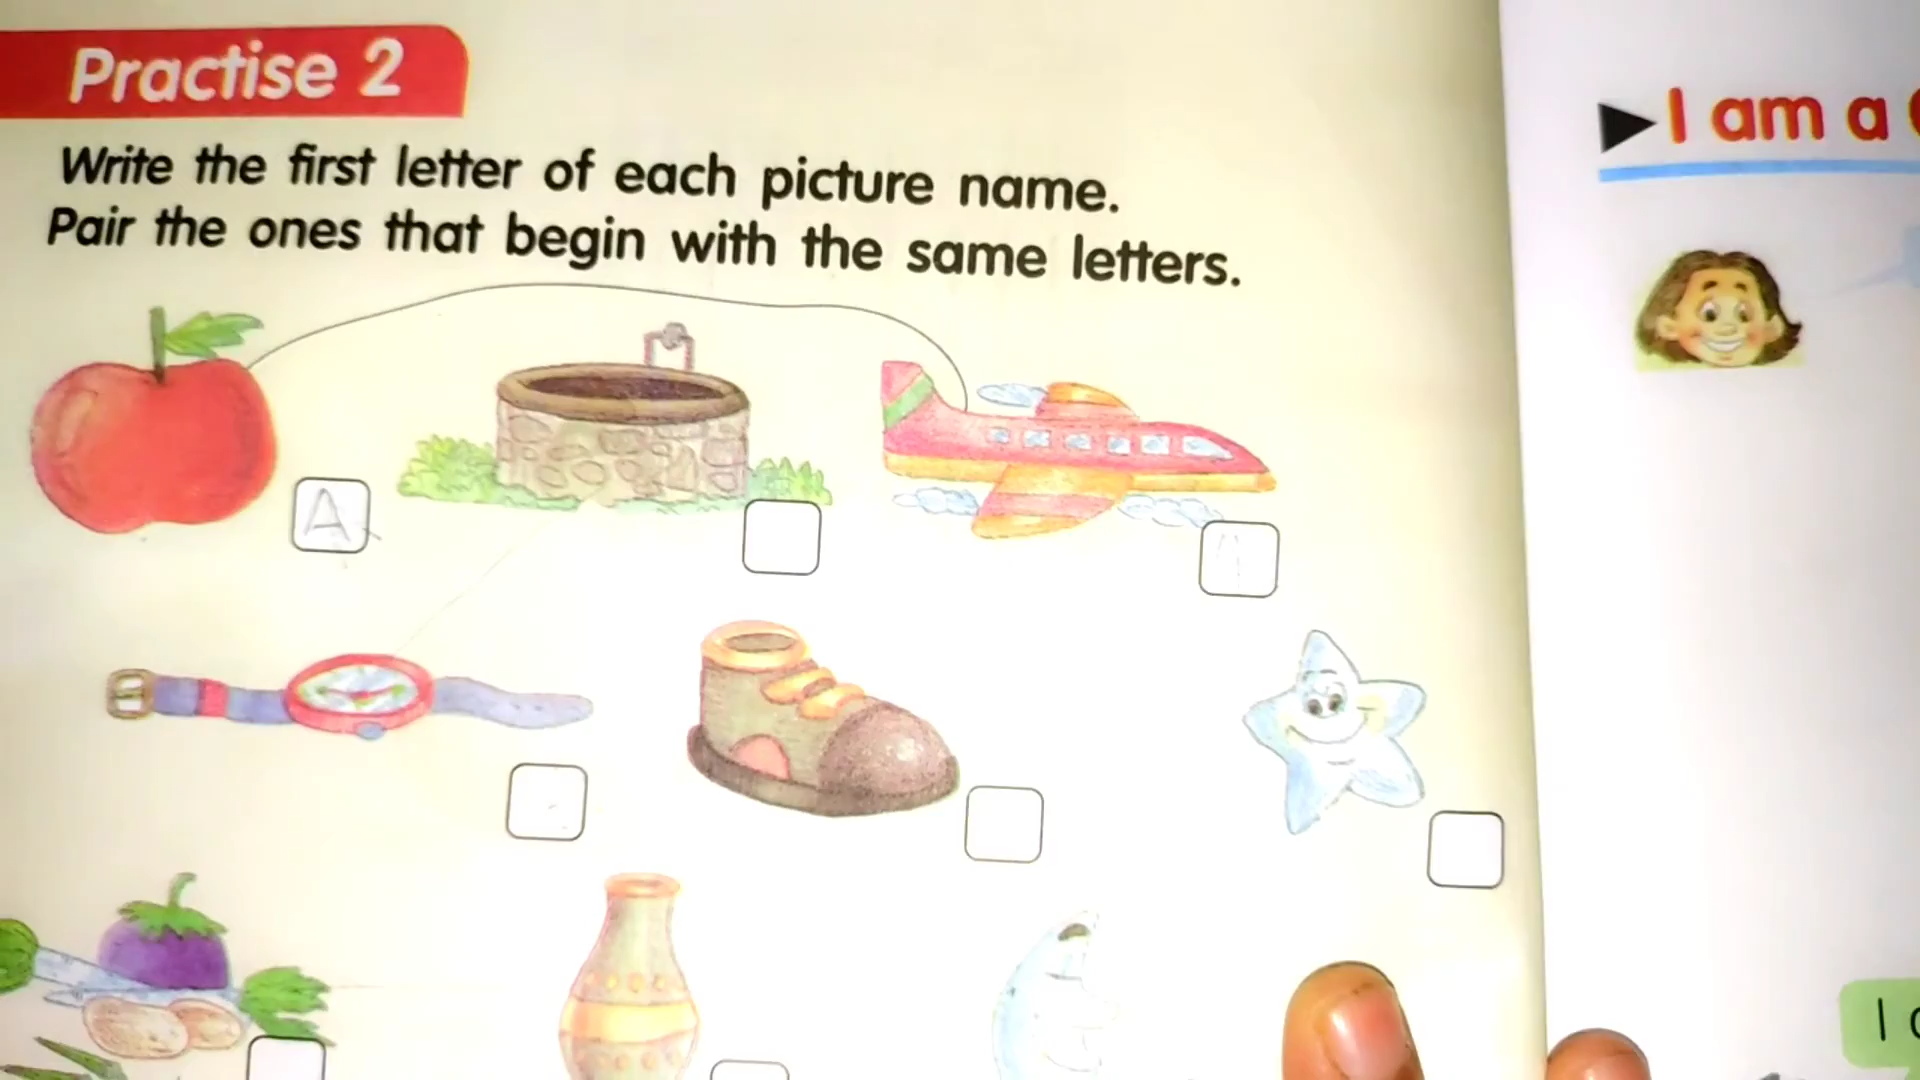 Practise 2
Write the first letter of each picture name.
Pair the ones that begin with the same letters.
A
A
I am a
I